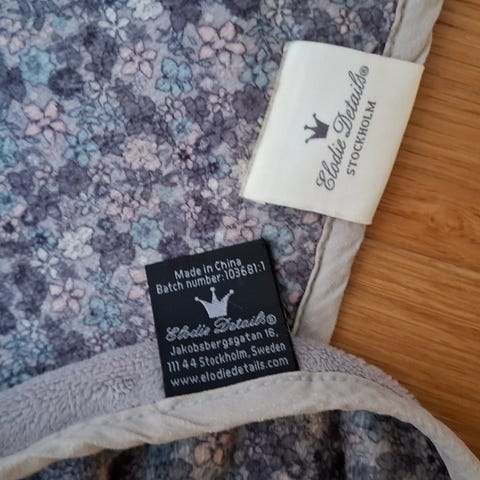 Elodie Details®
STOCKHOLM
Made in China
Batch number:103681:1
Elodie Details®
Jakobsbergsgatan 16,
111 44 Stockholm, Sweden
www.elodiedetails.com